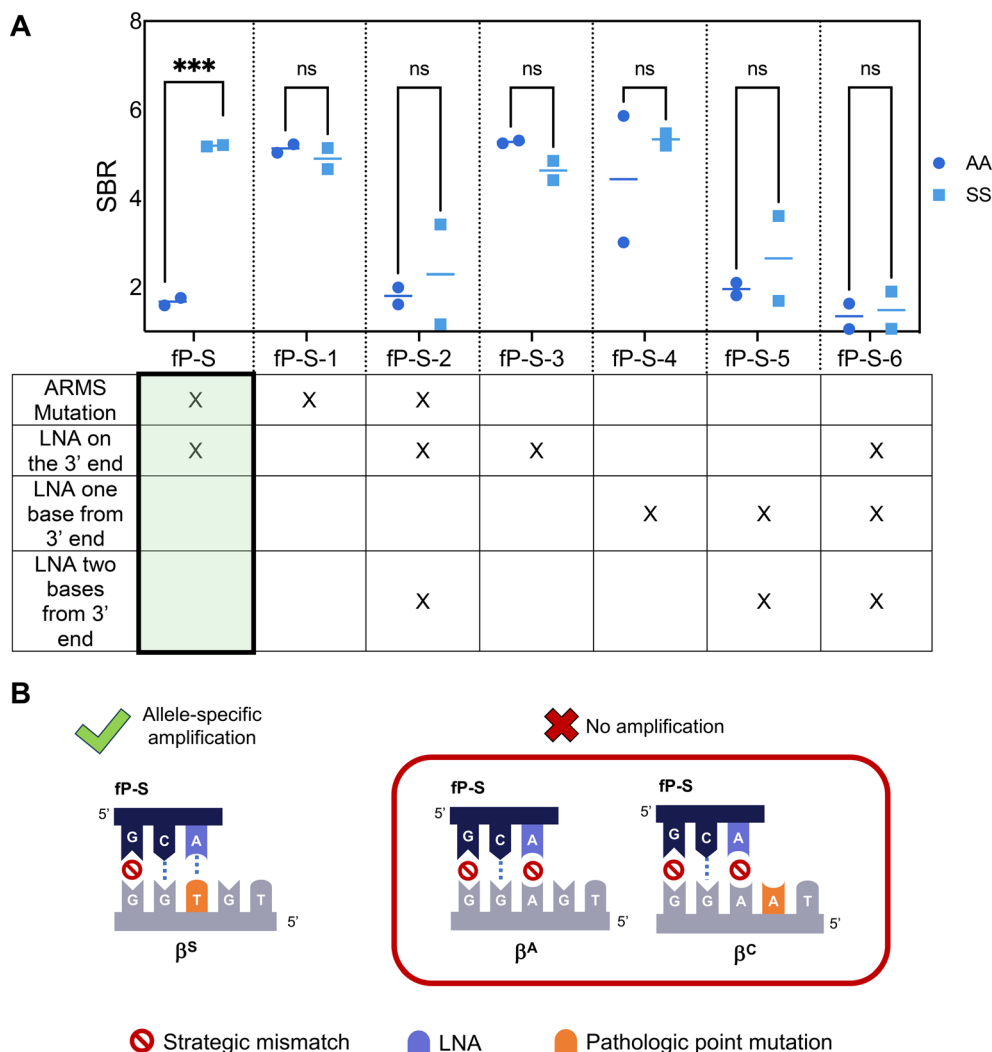 A
8
6
4
2
SBR
*** ns ns ns ns ns ns
AA
SS
fP-S fP-S-1 fP-S-2 fP-S-3 fP-S-4 fP-S-5 fP-S-6
ARMS
Mutation X X X
LNA on
the 3’ end X X X X
LNA one
base from
3’ end X X X
LNA two
bases
from 3’
end X X X
B
Allele-specific
amplification
No amplification
fP-S
5’
G C A
G G T G T
5’
βS
fP-S
5’
G C A
G G A G T
5’
βA
fP-S
5’
G C A
G G A A T
5’
βC
Strategic mismatch LNA Pathologic point mutation